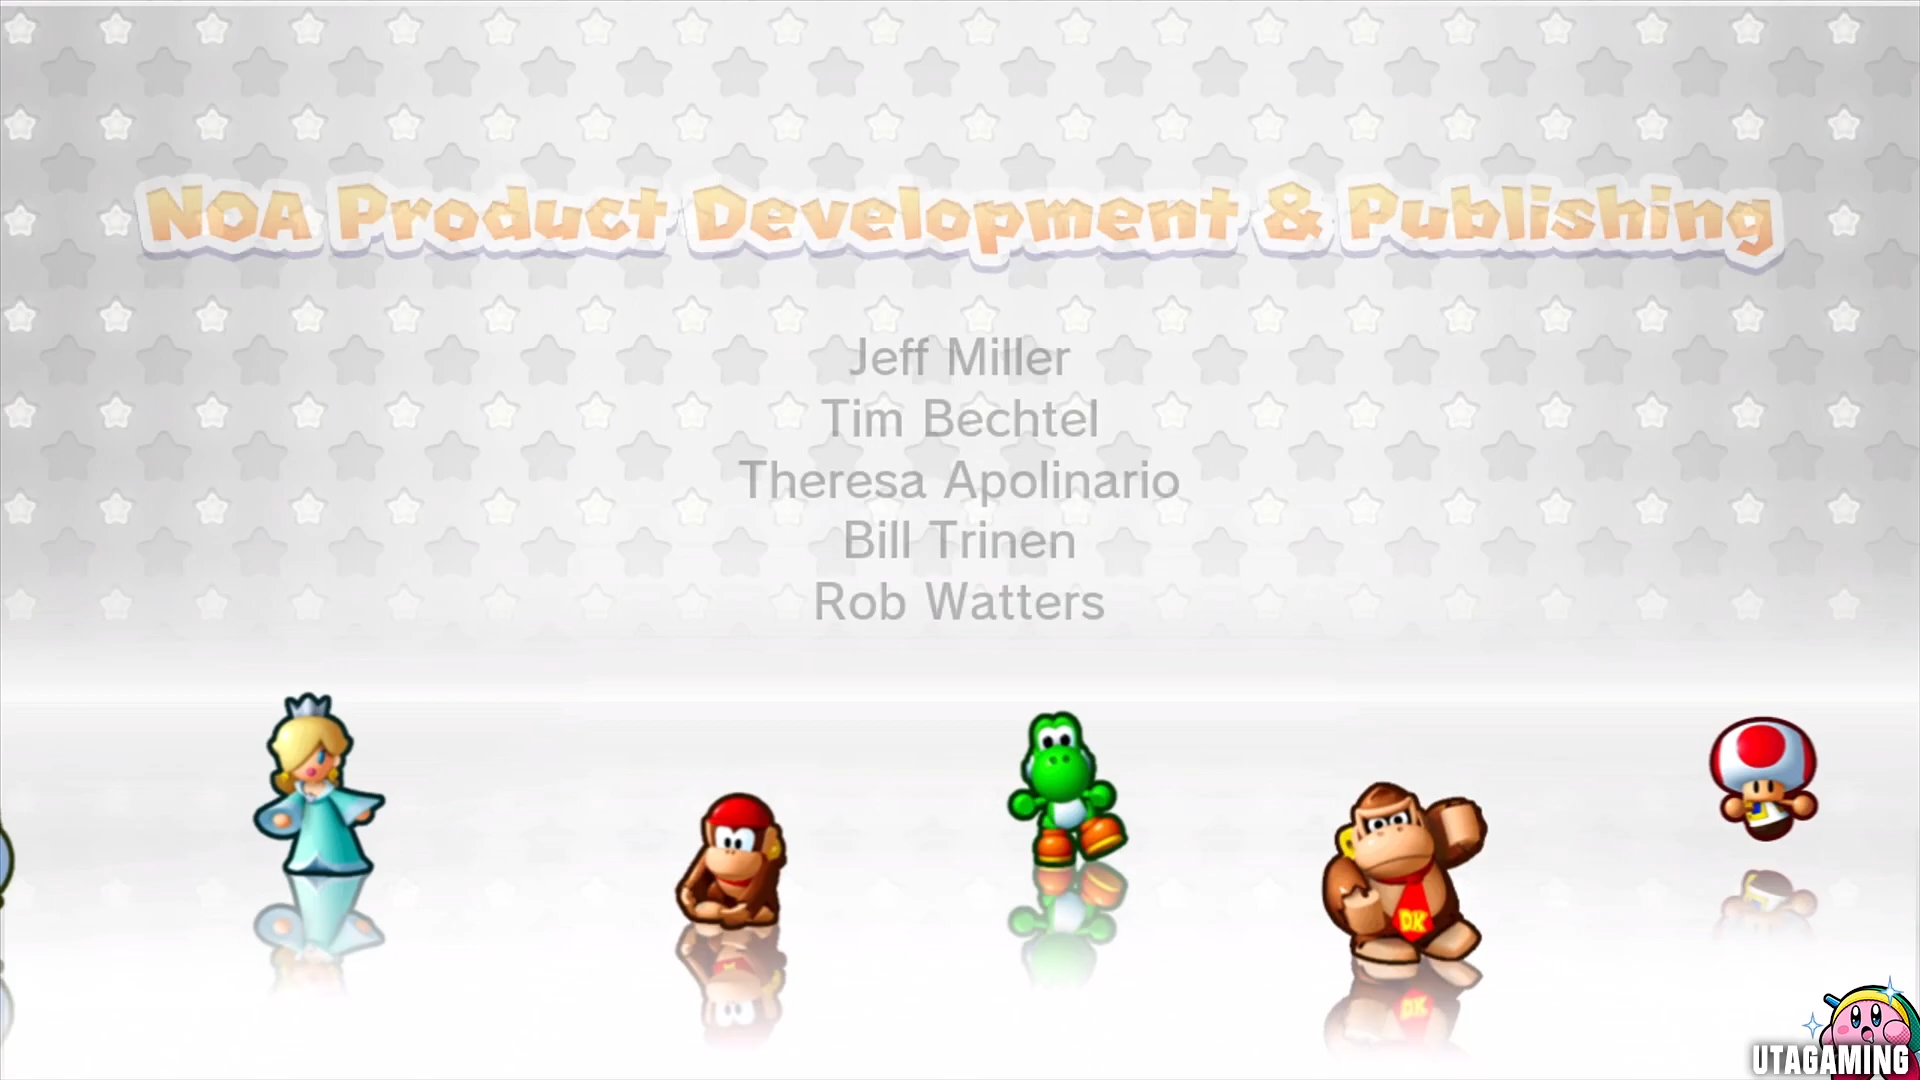 NOA Product Development & Publishing
Jeff Miller
Tim Bechtel
Theresa Apolinario
Bill Trinen
Rob Watters
DK
UTAGAMING